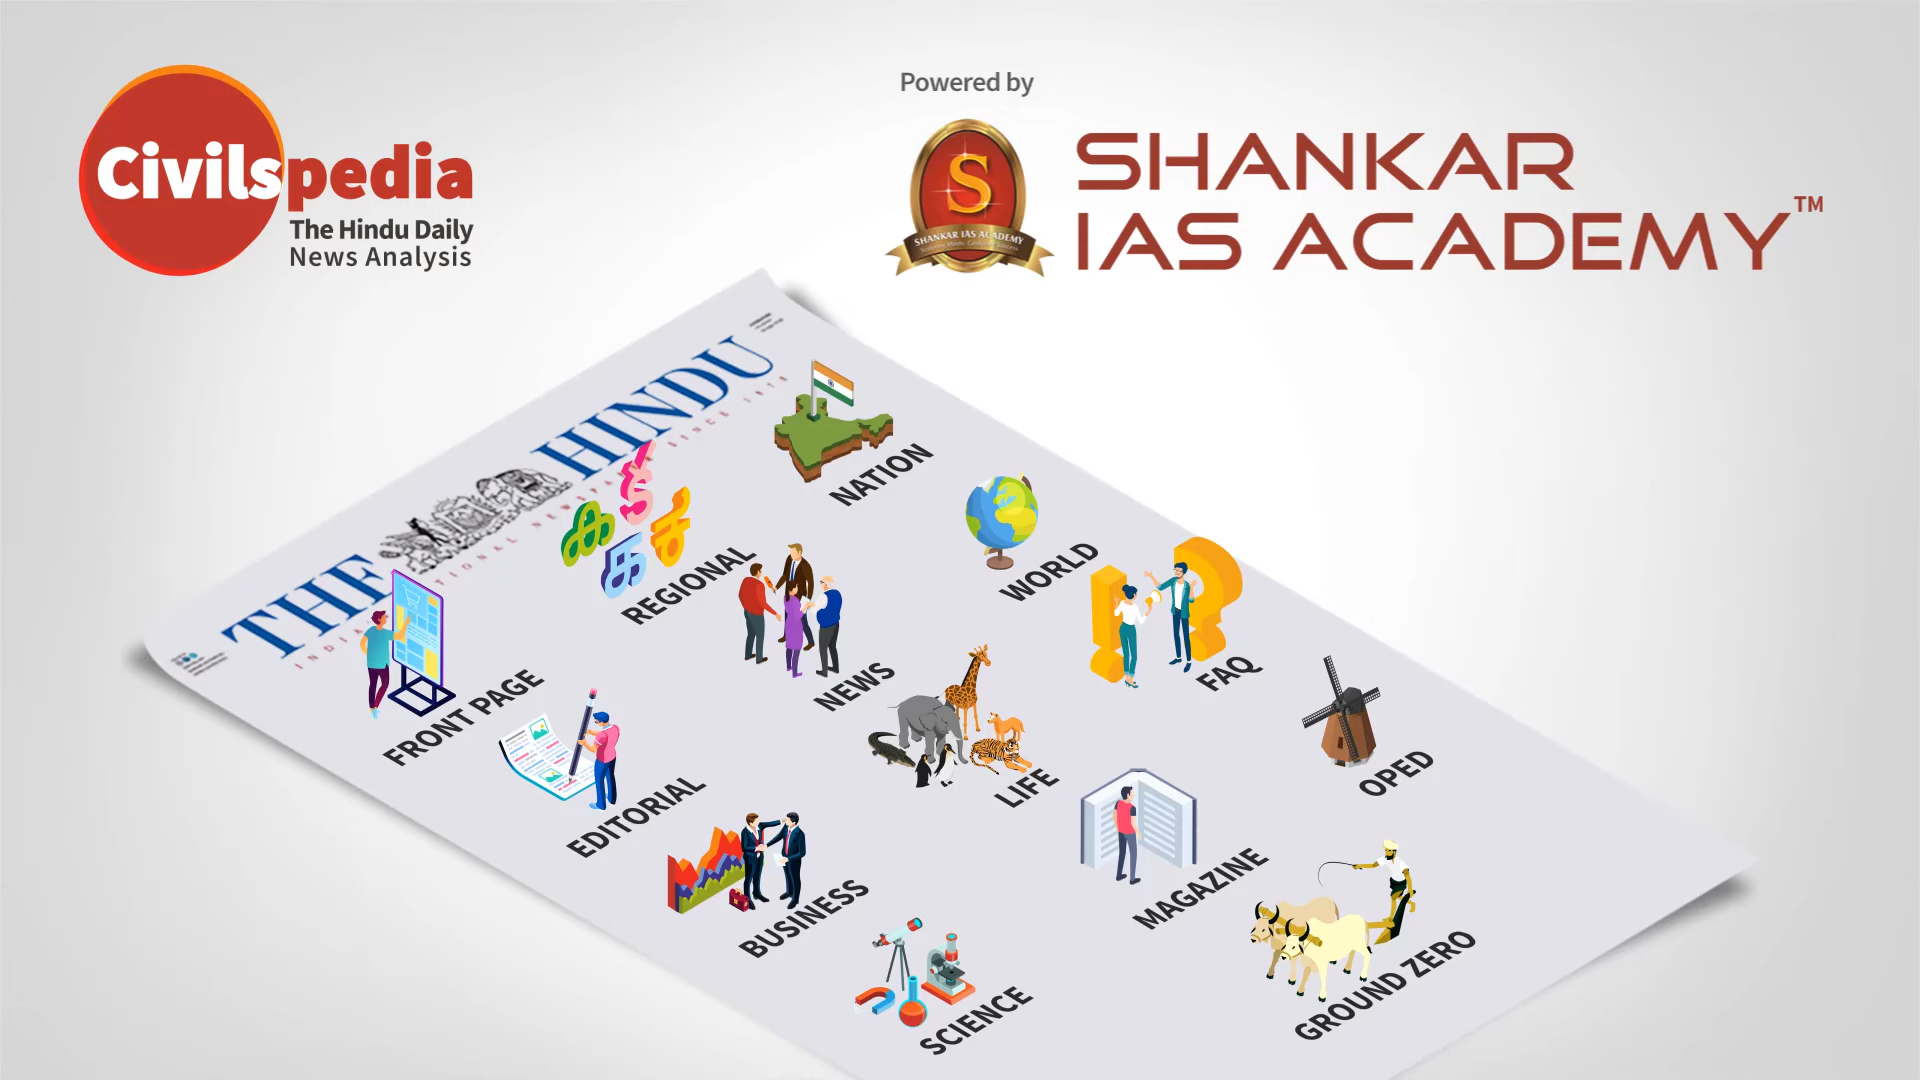 Civilspedia
The Hindu Daily
News Analysis
Powered by
S
SHANKAR IAS ACADEMY
SHANKAR
IAS ACADEMY™
THE HINDU
NATION
க
REGIONAL
WORLD
FRONT PAGE
NEWS
FAQ
EDITORIAL
LIFE
OPED
BUSINESS
MAGAZINE
SCIENCE
GROUND ZERO